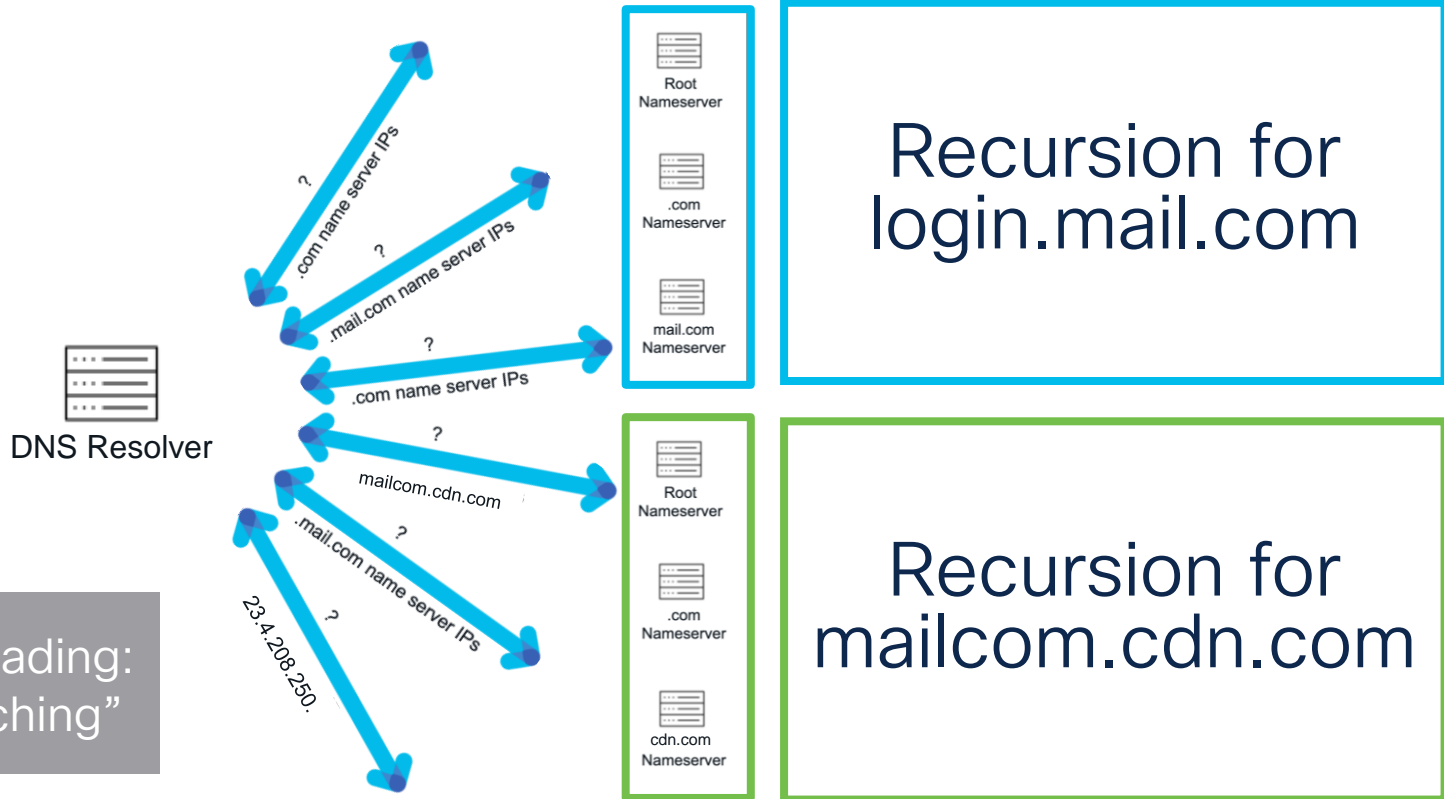 ?
.com name server IPs
?
.mail.com name server IPs
?
.com name server IPs
?
mailcom.cdn.com
?
.mail.com name server IPs
?
23.4.208.250.
DNS Resolver
ading:
ching”
Root
Nameserver
.com
Nameserver
mail.com
Nameserver
Recursion for
login.mail.com
Root
Nameserver
.com
Nameserver
cdn.com
Nameserver
Recursion for
mailcom.cdn.com